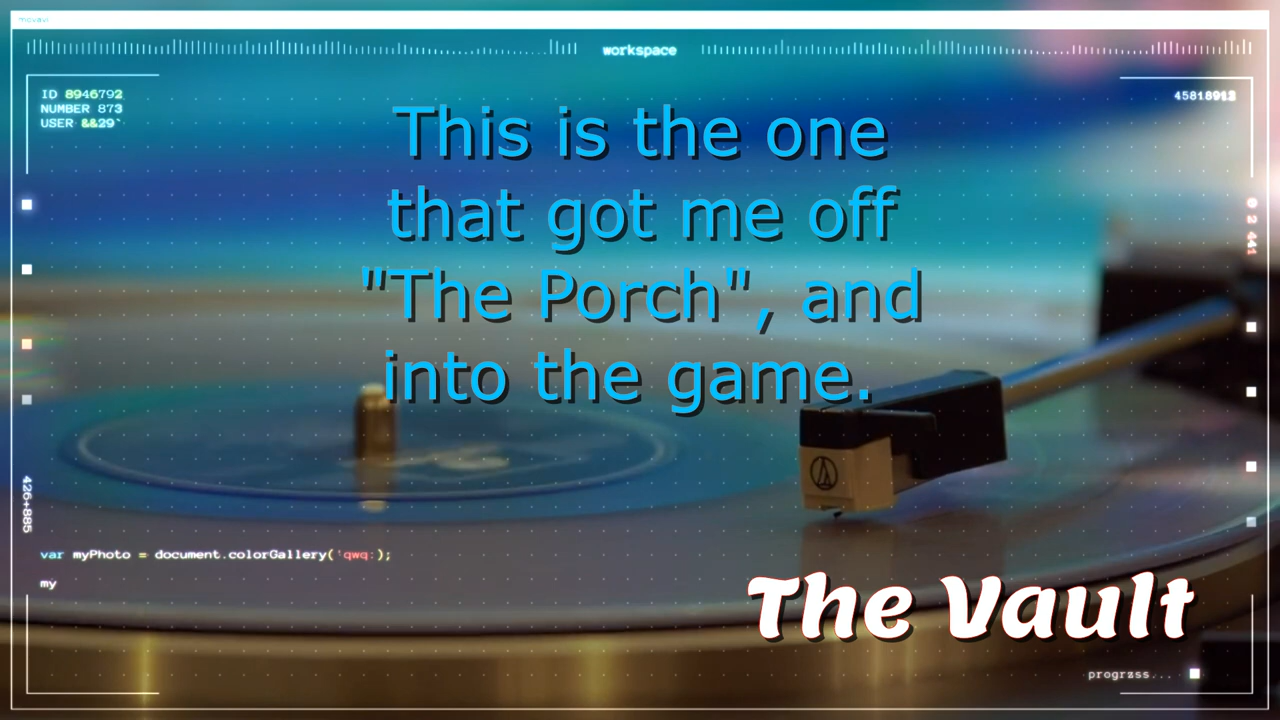 movavi
workspace
ID 8946792
NUMBER 873
USER &&29`
This is the one
that got me off
"The Porch", and
into the game.
426+885
var myPhoto = document.colorGallery('qwq:);
my
The Vault
progrzss...